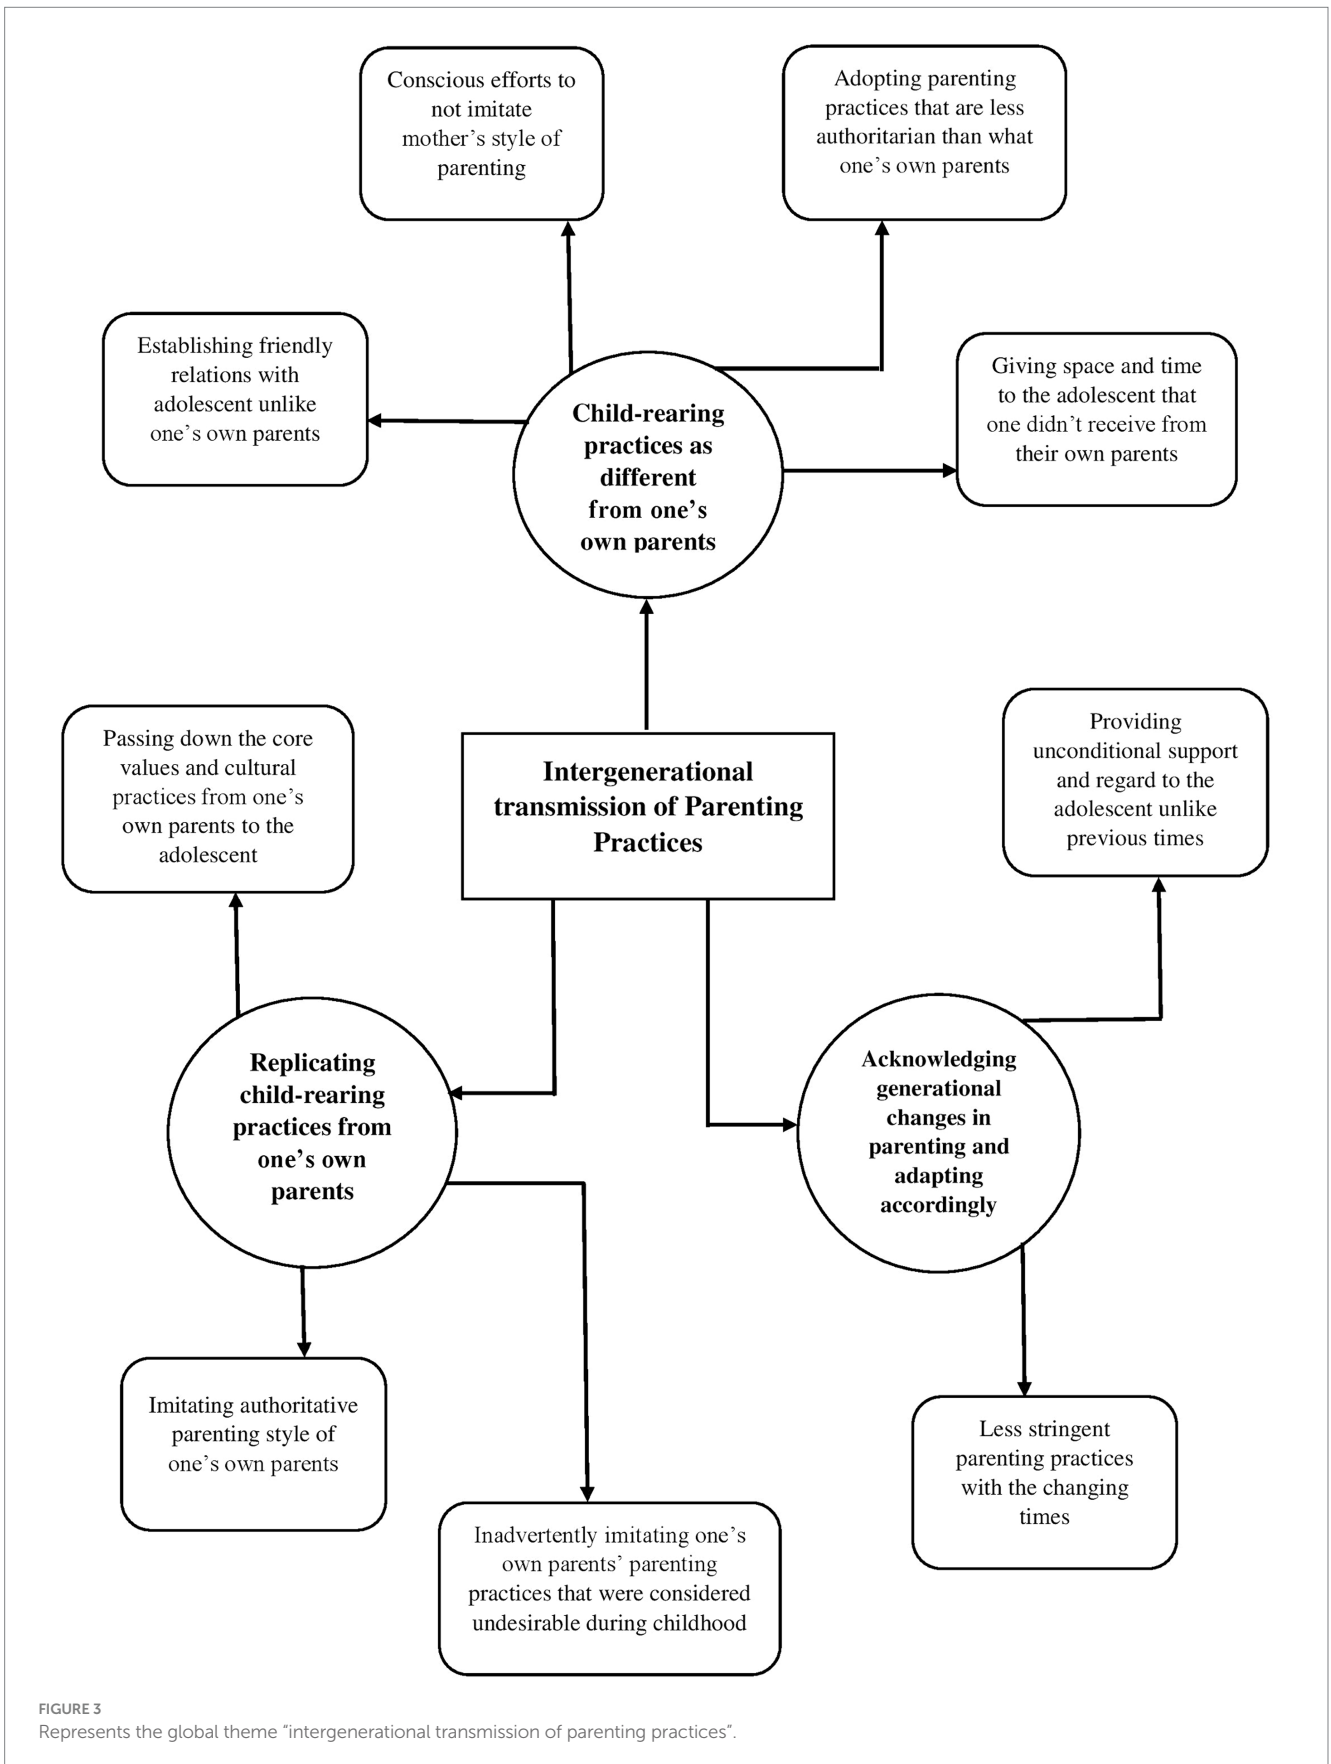 Conscious efforts to
not imitate
mother's style of
parenting
Adopting parenting
practices that are less
authoritarian than what
one's own parents
Establishing friendly
relations with
adolescent unlike
one's own parents
Child-rearing
practices as
different
from one's
own parents
Giving space and time
to the adolescent that
one didn't receive from
their own parents
Passing down the core
values and cultural
practices from one's
own parents to the
adolescent
Intergenerational
transmission of Parenting
Practices
Providing
unconditional support
and regard to the
adolescent unlike
previous times
Replicating
child-rearing
practices from
one's own
parents
Acknowledging
generational
changes in
parenting and
adapting
accordingly
Imitating authoritative
parenting style of
one's own parents
Inadvertently imitating one's
own parents' parenting
practices that were considered
undesirable during childhood
Less stringent
parenting practices
with the changing
times
FIGURE 3
Represents the global theme "intergenerational transmission of parenting practices".